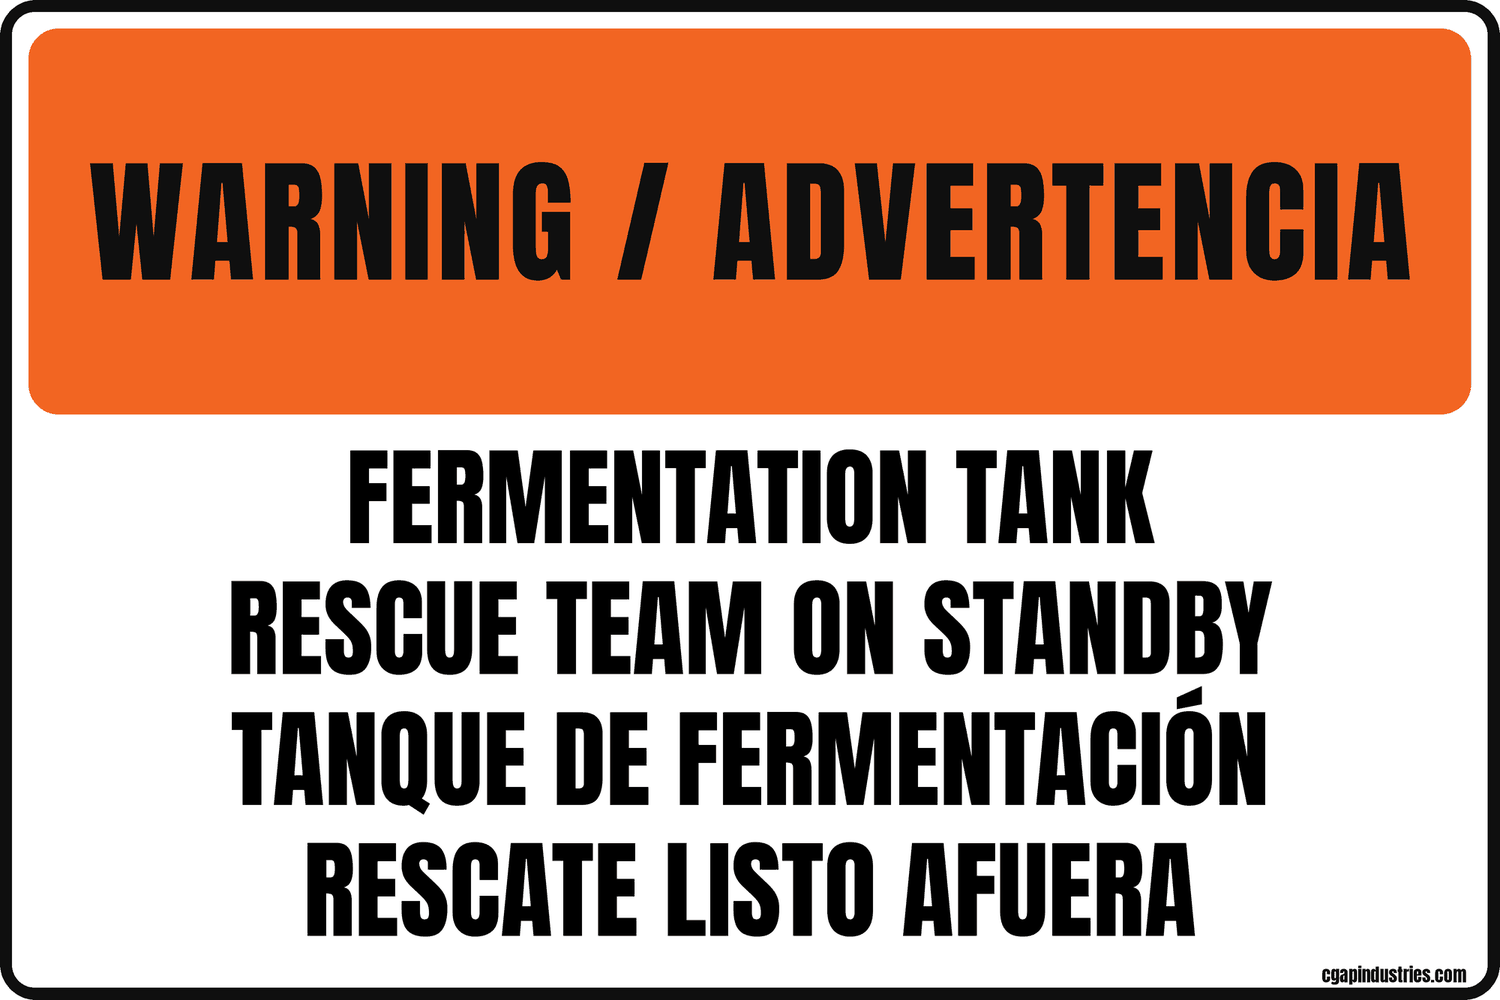 WARNING / ADVERTENCIA
FERMENTATION TANK
RESCUE TEAM ON STANDBY
TANQUE DE FERMENTACIÓN
RESCATE LISTO AFUERA
cgapindustries.com